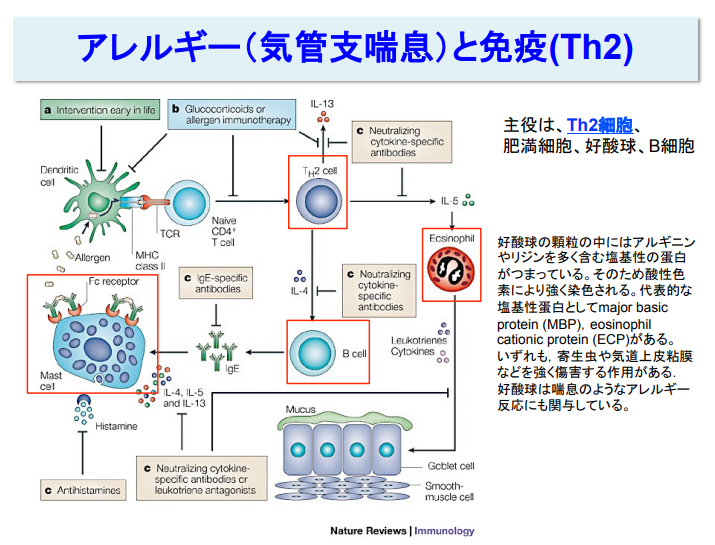 アレルギー（気管支喘息）と免疫(Th2)
a Intervention early in life
b Glucocorticoids or
allergen immunotherapy
IL-13
c Neutralizing
cytokine-specific
antibodies
主役は、Th2細胞、
肥満細胞、好酸球、B細胞
Dendritic
cell
TH2 cell
IL-5
TCR
Naive
CD4+
T cell
MHC
class II
Allergen
Eosinophil
好酸球の顆粒の中にはアルギニン
やリジンを多く含む塩基性の蛋白
がつまっている。そのため酸性色
素により強く染色される。代表的な
塩基性蛋白としてmajor basic
protein (MBP), eosinophil
cationic protein (ECP)がある。
いずれも, 寄生虫や気道上皮粘膜
などを強く傷害する作用がある.
好酸球は喘息のようなアレルギー
反応にも関与している。
Fc receptor
c IgE-specific
antibodies
IL-4
c Neutralizing
cytokine-
specific
antibodies
Leukotrienes
Cytokines
IgE
B cell
Mast
cell
IL-4, IL-5
and IL-13
Histamine
Mucus
Goblet cell
Smooth-
muscle cell
c Antihistamines
c Neutralizing cytokine-
specific antibodies or
leukotriene antagonists
Nature Reviews | Immunology